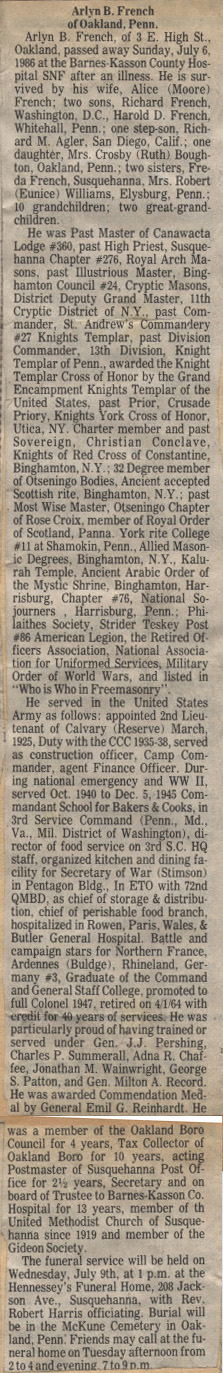 Arlyn B. French
of Oakland, Penn.
Arlyn B. French, of 3 E. High St.,
Oakland, passed away Sunday, July 6,
1986 at the Barnes-Kasson County Hos-
pital SNF after an illness. He is sur-
vived by his wife, Alice (Moore)
French; two sons, Richard French,
Washington, D.C., Harold D. French,
Whitehall, Penn.; one step-son, Rich-
ard M. Agler, San Diego, Calif.; one
daughter, Mrs. Crosby (Ruth) Bough-
ton, Oakland, Penn.; two sisters, Fre-
da French, Susquehanna, Mrs. Robert
(Eunice) Williams, Elysburg, Penn.;
10 grandchildren; two great-grand-
children.
He was Past Master of Canawacta
Lodge #360, past High Priest, Susque-
hanna Chapter #276, Royal Arch Ma-
sons, past Illustrious Master, Bing-
hamton Council #24, Cryptic Masons,
District Deputy Grand Master, 11th
Cryptic District of N.Y., past Com-
mander, St. Andrew's Commandery
#27 Knights Templar, past Division
Commander, 13th Division, Knight
Templar of Penn., awarded the Knight
Templar Cross of Honor by the Grand
Encampment Knights Templar of the
United States, past Prior, Crusade
Priory, Knights York Cross of Honor,
Utica, NY. Charter member and past
Sovereign, Christian Conclave,
Knights of Red Cross of Constantine,
Binghamton, N.Y.; 32 Degree member
of Otseningo Bodies, Ancient accepted
Scottish rite, Binghamton, N.Y.; past
Most Wise Master, Otseningo Chapter
of Rose Croix, member of Royal Order
of Scotland, Panna. York rite College
#11 at Shamokin, Penn., Allied Mason-
ic Degrees, Binghamton, N.Y., Kalu-
rah Temple, Ancient Arabic Order of
the Mystic Shrine, Binghamton, Har-
risburg, Chapter #76, National So-
journers , Harrisburg, Penn.; Phi-
laithes Society, Strider Teskey Post
#86 American Legion, the Retired Of-
ficers Association, National Associa-
tion for Uniformed Services, Military
Order of World Wars, and listed in
"Who is Who in Freemasonry".
He served in the United States
Army as follows: appointed 2nd Lieu-
tenant of Calvary (Reserve) March,
1925, Duty with the CCC 1935-38, served
as construction officer, Camp Com-
mander, agent Finance Officer. Dur-
ing national emergency and WW II,
served Oct. 1940 to Dec. 5, 1945 Com-
mandant School for Bakers & Cooks, in
3rd Service Command (Penn., Md.,
Va., Mil. District of Washington), di-
rector of food service on 3rd S.C. HQ
staff, organized kitchen and dining fa-
cility for Secretary of War (Stimson)
in Pentagon Bldg., In ETO with 72nd
QMBD, as chief of storage & distribu-
tion, chief of perishable food branch,
hospitalized in Rowen, Paris, Wales, &
Butler General Hospital. Battle and
campaign stars for Northern France,
Ardennes (Buldge), Rhineland, Ger-
many #3, Graduate of the Command
and General Staff College, promoted to
full Colonel 1947, retired on 4/1/64 with
credit for 40 years of services. He was
particularly proud of having trained or
served under Gen. J.J. Pershing,
Charles P. Summerall, Adna R. Chaf-
fee, Jonathan M. Wainwright, George
S. Patton, and Gen. Milton A. Record.
He was awarded Commendation Med-
al by General Emil G. Reinhardt. He
was a member of the Oakland Boro
Council for 4 years, Tax Collector of
Oakland Boro for 10 years, acting
Postmaster of Susquehanna Post Of-
fice for 2½ years, Secretary and on
board of Trustee to Barnes-Kasson Co.
Hospital for 13 years, member of th
United Methodist Church of Susque-
hanna since 1919 and member of the
Gideon Society.
The funeral service will be held on
Wednesday, July 9th, at 1 p.m. at the
Hennessey's Funeral Home, 208 Jack-
son Ave., Susquehanna, with Rev.
Robert Harris officiating. Burial will
be in the McKune Cemetery in Oak-
land, Penn. Friends may call at the fu-
neral home on Tuesday afternoon from
2 to 4 and evening, 7 to 9 p.m.